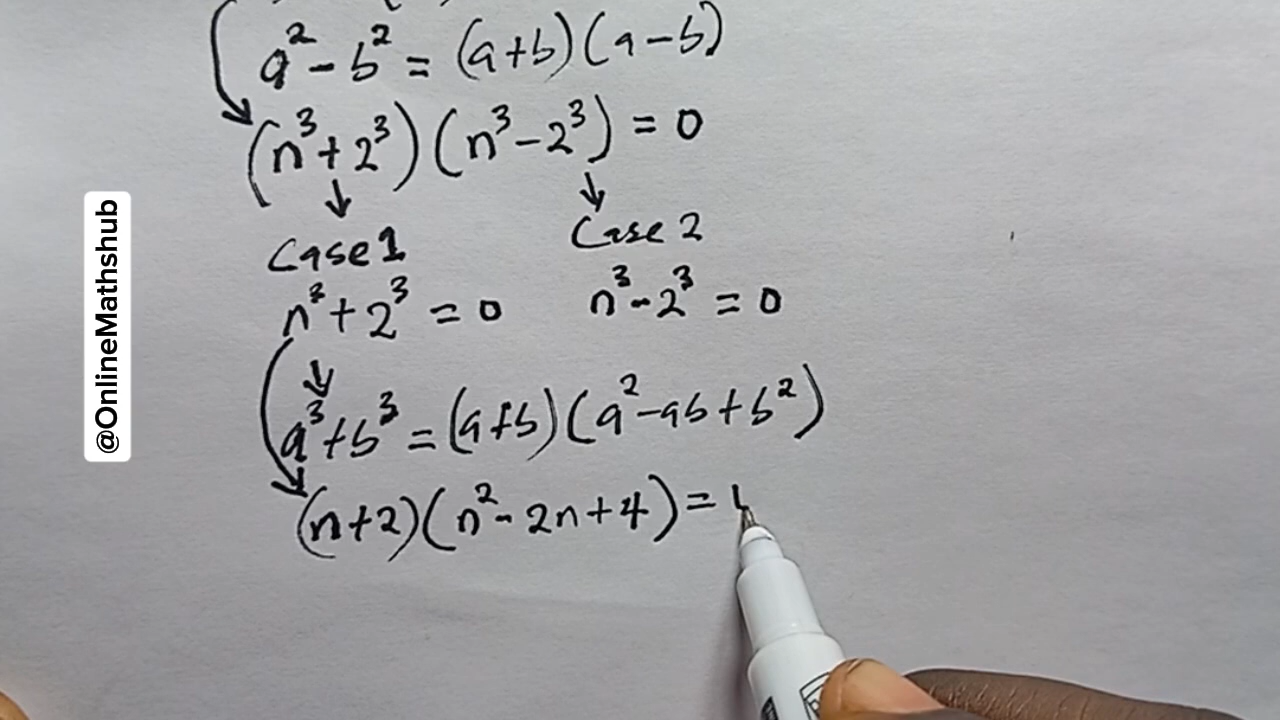 a² - b² = (a+b)(a-b)
(n³+2³)(n³-2³) = 0
Case 1 Case 2
n³+2³ = 0 n³-2³ = 0
a³+b³ = (a+b)(a²-ab+b²)
(n+2)(n²-2n+4) =
@OnlineMathshub